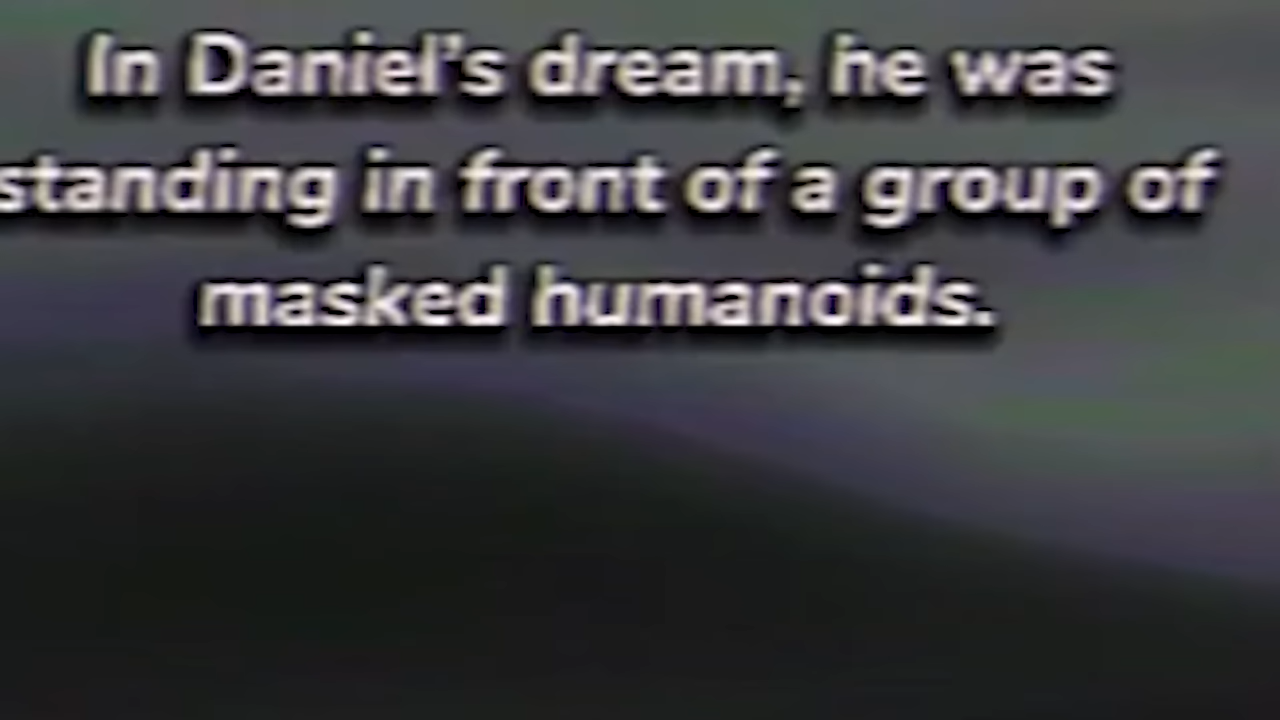 In Daniel's dream, he was
standing in front of a group of
masked humanoids.